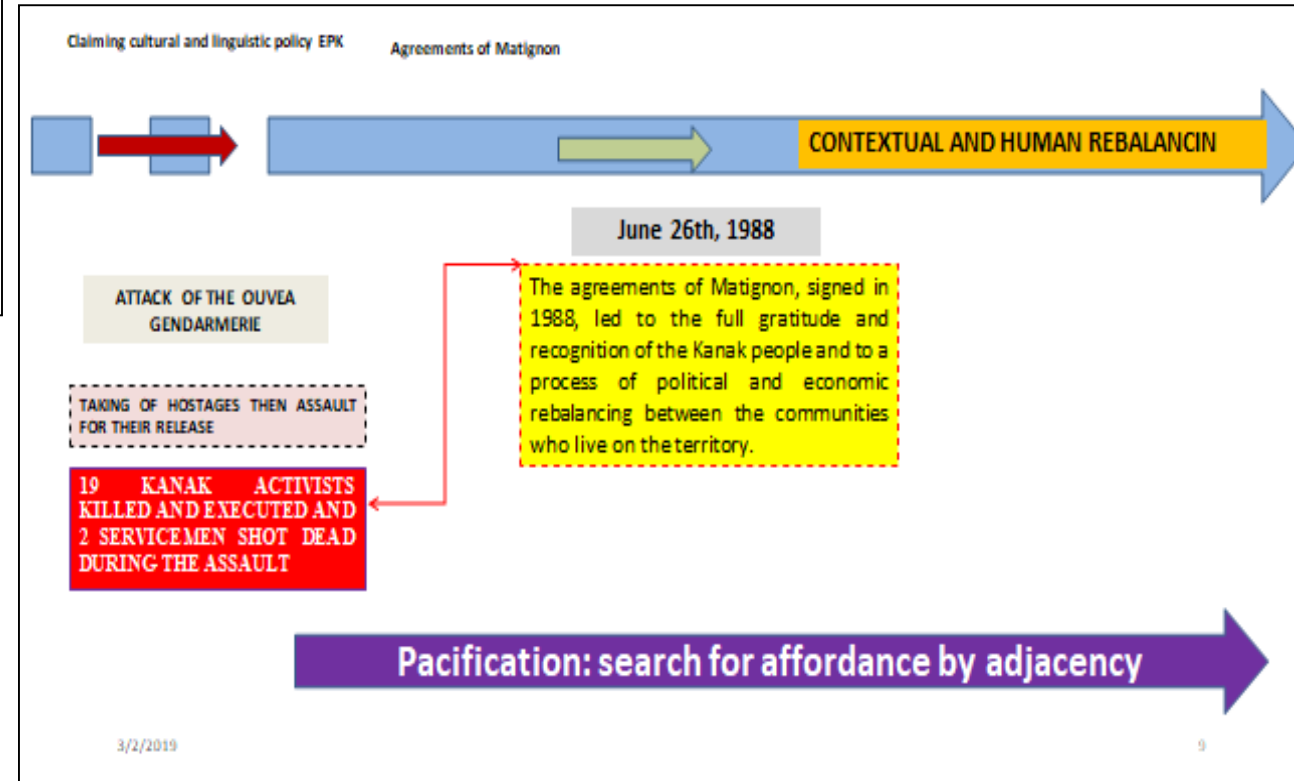 Claiming cultural and linguistic policy EPK
Agreements of Matignon
CONTEXTUAL AND HUMAN REBALANCIN
June 26th, 1988
ATTACK OF THE OUVEA
GENDARMERIE
The agreements of Matignon, signed in
1988, led to the full gratitude and
recognition of the Kanak people and to a
process of political and economic
rebalancing between the communities
who live on the territory.
TAKING OF HOSTAGES THEN ASSAULT
FOR THEIR RELEASE
19 KANAK ACTIVISTS
KILLED AND EXECUTED AND
2 SERVICEMEN SHOT DEAD
DURING THE ASSAULT
Pacification: search for affordance by adjacency
3/2/2019
9